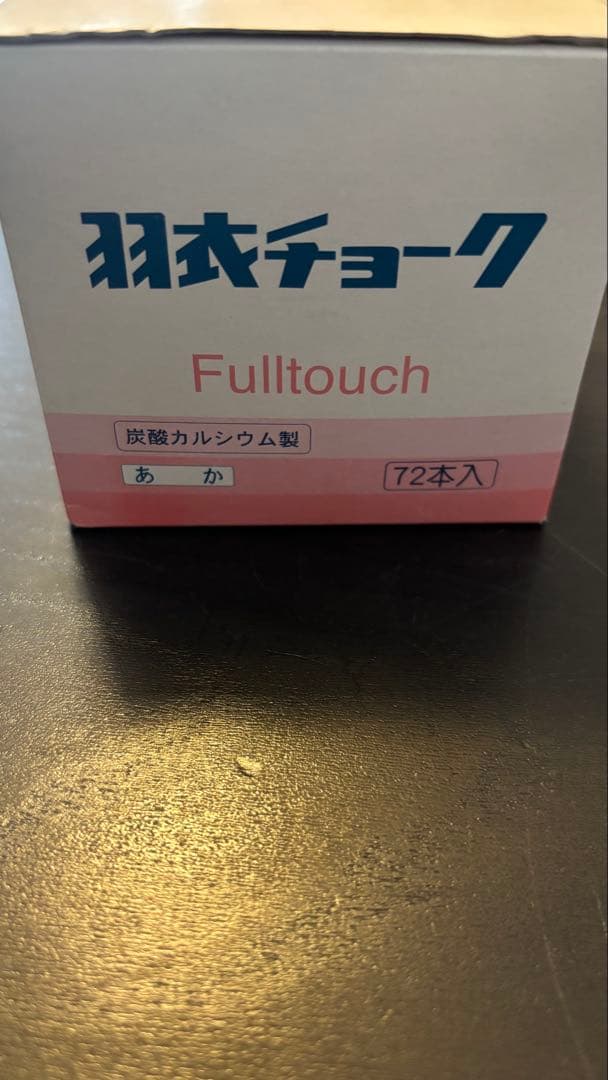 羽衣チョーク
Fulltouch
炭酸カルシウム製
あか
72本入